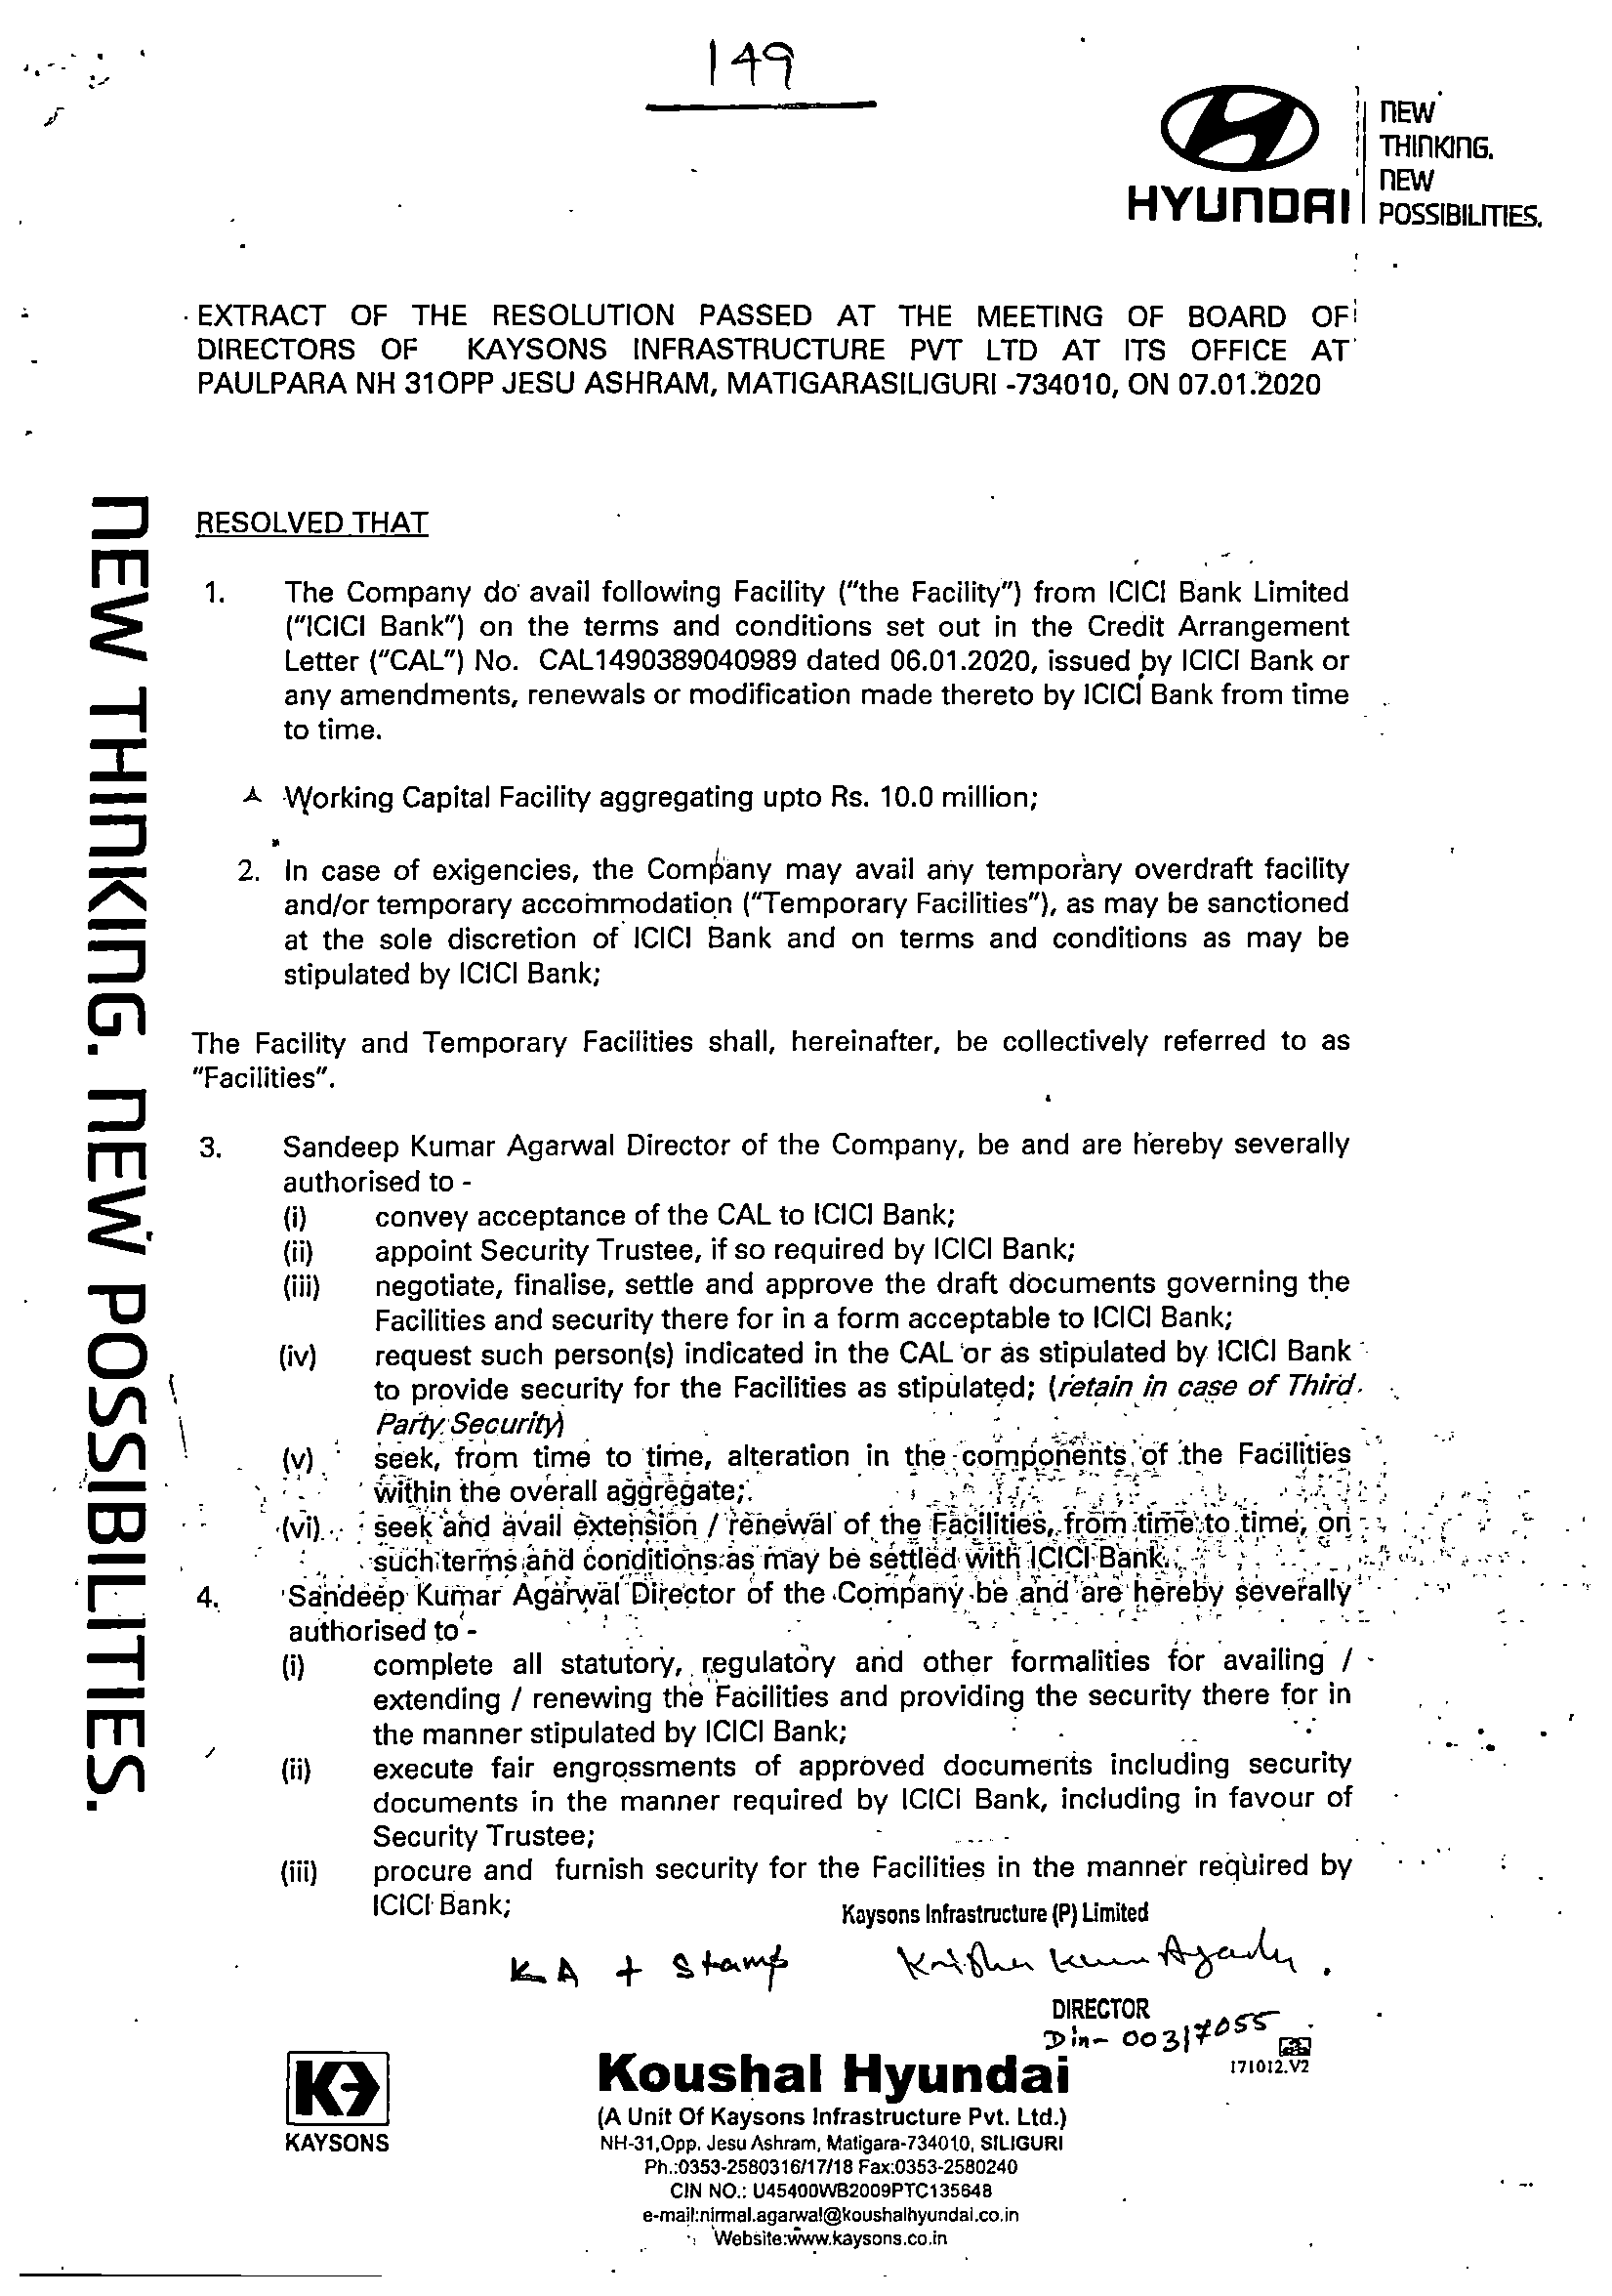 149
HYUNDAI
NEW
THINKING.
NEW
POSSIBILITIES.
EXTRACT OF THE RESOLUTION PASSED AT THE MEETING OF BOARD OF
DIRECTORS OF KAYSONS INFRASTRUCTURE PVT LTD AT ITS OFFICE AT
PAULPARA NH 31OPP JESU ASHRAM, MATIGARASILIGURI -734010, ON 07.01.2020
NEW THINKING. NEW POSSIBILITIES.
RESOLVED THAT
1. The Company do avail following Facility ("the Facility") from ICICI Bank Limited
("ICICI Bank") on the terms and conditions set out in the Credit Arrangement
Letter ("CAL") No. CAL1490389040989 dated 06.01.2020, issued by ICICI Bank or
any amendments, renewals or modification made thereto by ICICI Bank from time
to time.
Working Capital Facility aggregating upto Rs. 10.0 million;
2. In case of exigencies, the Company may avail any temporary overdraft facility
and/or temporary accommodation ("Temporary Facilities"), as may be sanctioned
at the sole discretion of ICICI Bank and on terms and conditions as may be
stipulated by ICICI Bank;
The Facility and Temporary Facilities shall, hereinafter, be collectively referred to as
"Facilities".
3. Sandeep Kumar Agarwal Director of the Company, be and are hereby severally
authorised to -
(i) convey acceptance of the CAL to ICICI Bank;
(ii) appoint Security Trustee, if so required by ICICI Bank;
(iii) negotiate, finalise, settle and approve the draft documents governing the
Facilities and security there for in a form acceptable to ICICI Bank;
(iv) request such person(s) indicated in the CAL or as stipulated by ICICI Bank
to provide security for the Facilities as stipulated; (retain in case of Third
Party Security)
(v) seek, from time to time, alteration in the components of the Facilities
within the overall aggregate;
(vi) seek and avail extension / renewal of the Facilities, from time to time, on
such terms and conditions as may be settled with ICICI Bank.
4. Sandeep Kumar Agarwal Director of the Company be and are hereby severally
authorised to -
(i) complete all statutory, regulatory and other formalities for availing /
extending / renewing the Facilities and providing the security there for in
the manner stipulated by ICICI Bank;
(ii) execute fair engrossments of approved documents including security
documents in the manner required by ICICI Bank, including in favour of
Security Trustee;
(iii) procure and furnish security for the Facilities in the manner required by
ICICI Bank;
Kaysons Infrastructure (P) Limited
KA + Stamp
DIRECTOR
Din- 00317055
171012.V2
KAYSONS
Koushal Hyundai
(A Unit Of Kaysons Infrastructure Pvt. Ltd.)
NH-31,Opp. Jesu Ashram, Matigara-734010, SILIGURI
Ph.:0353-2580316/17/18 Fax:0353-2580240
CIN NO.: U45400WB2009PTC135648
e-mail:nirmal.agarwal@koushalhyundai.co.in
Website:www.kaysons.co.in